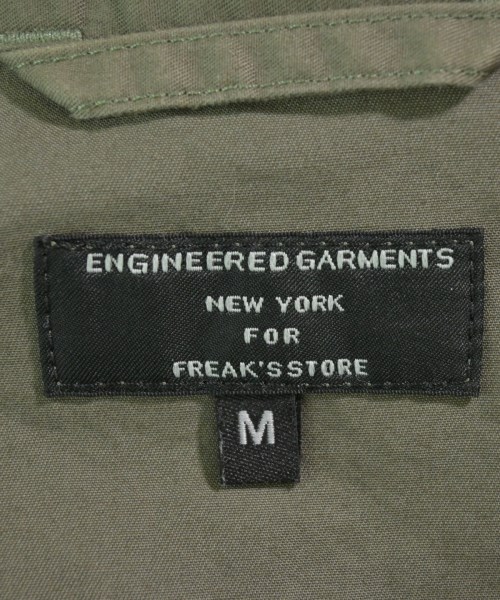 ENGINEERED GARMENTS
NEW YORK
FOR
FREAK'S STORE
M